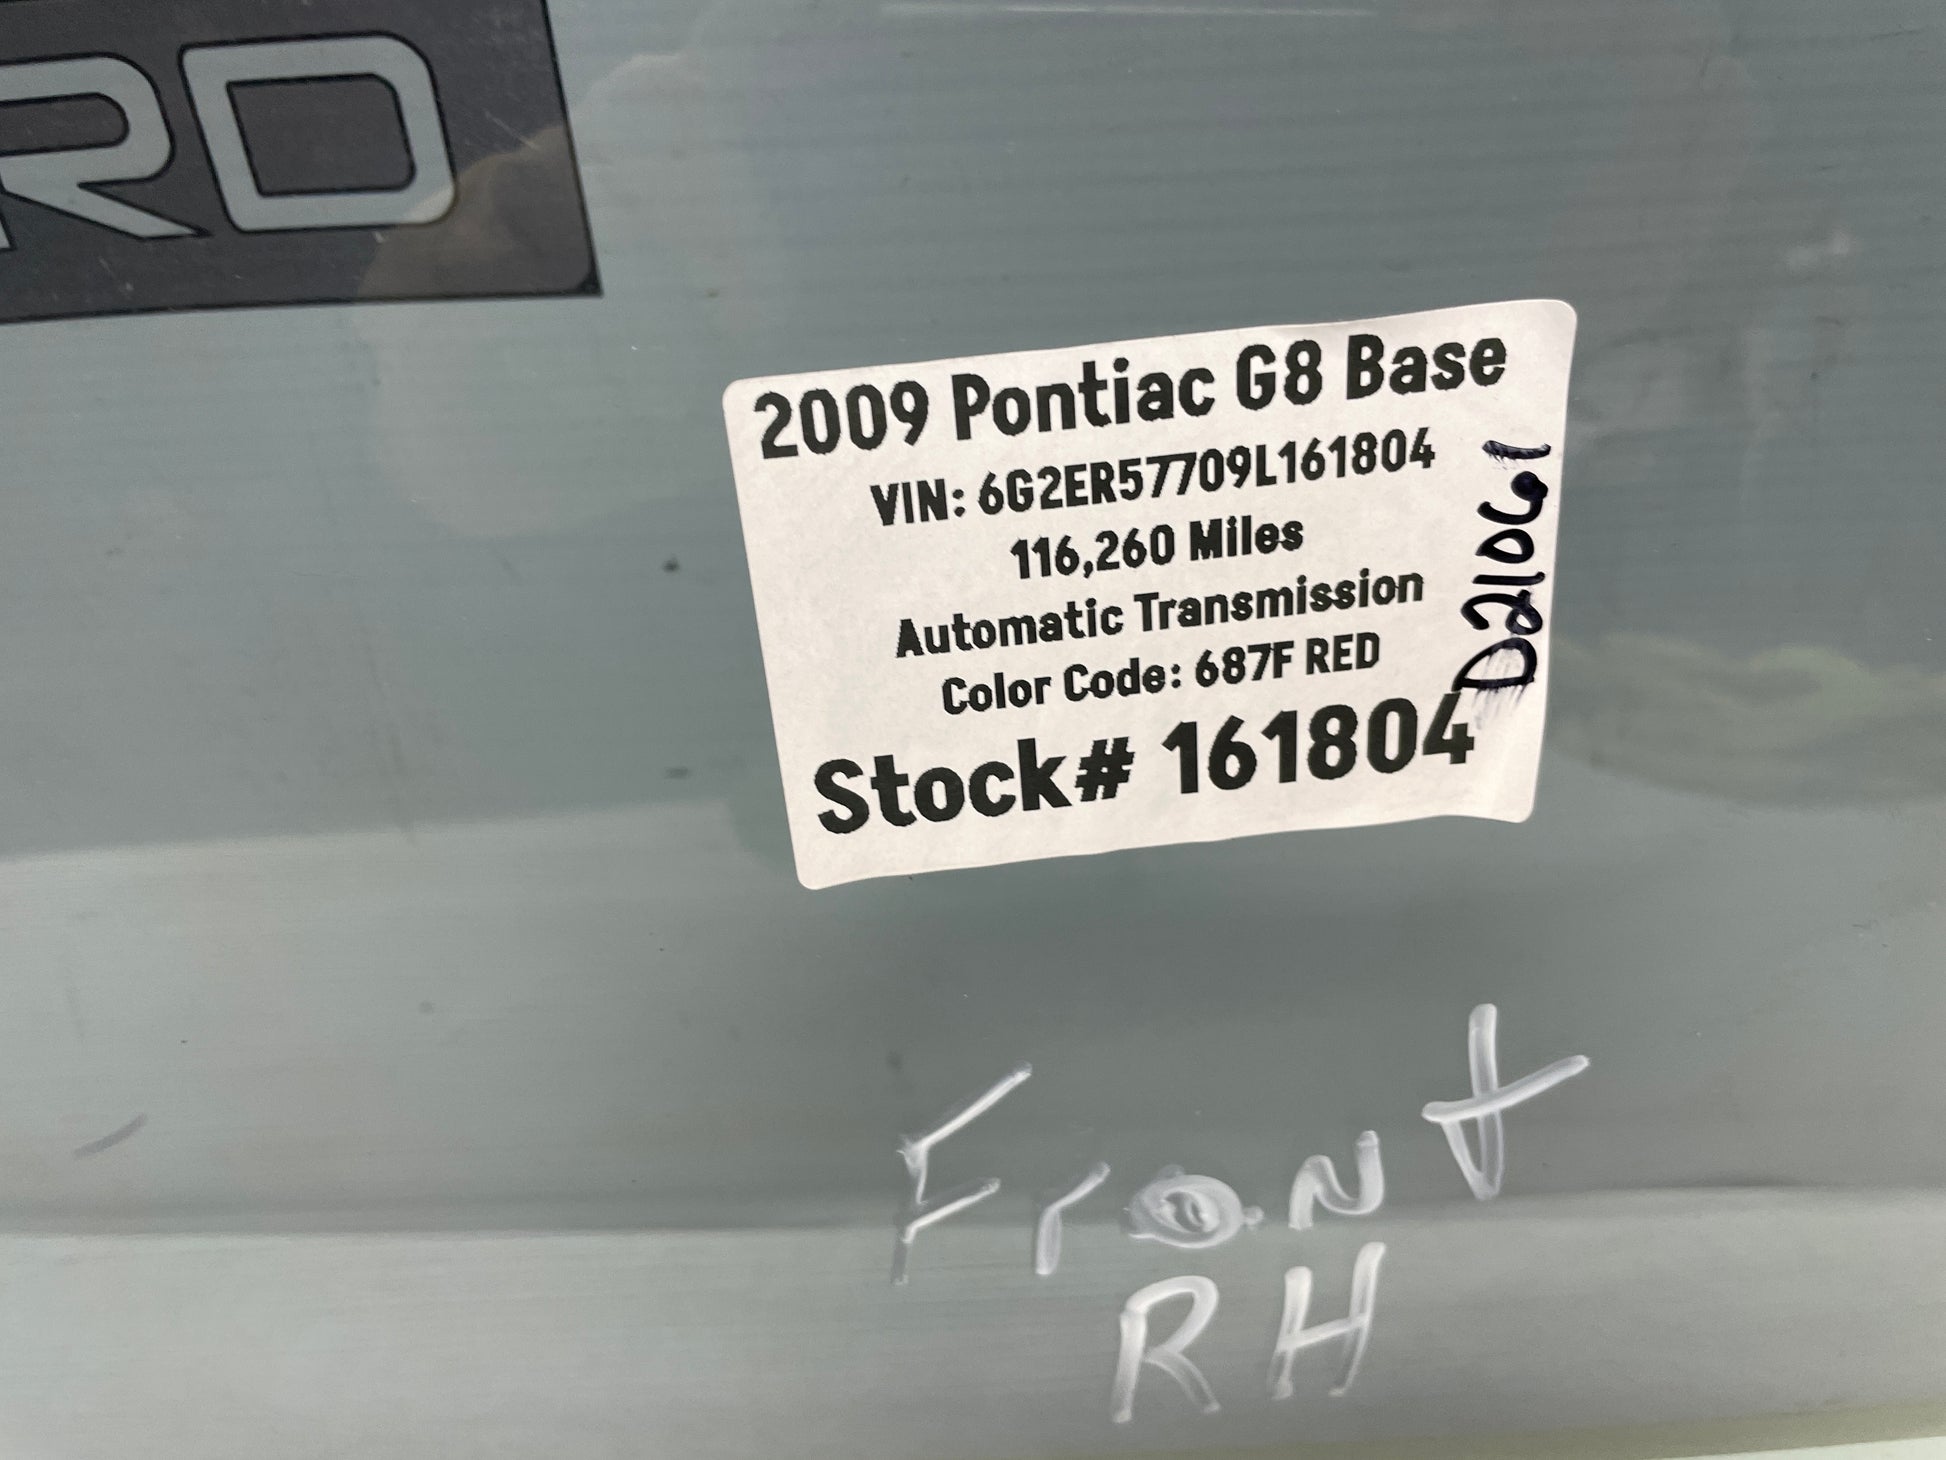 RD
2009 Pontiac G8 Base
VIN: 6G2ER57709L161804
116,260 Miles
Automatic Transmission
Color Code: 687F RED
Stock# 161804
D21061
Front
RH